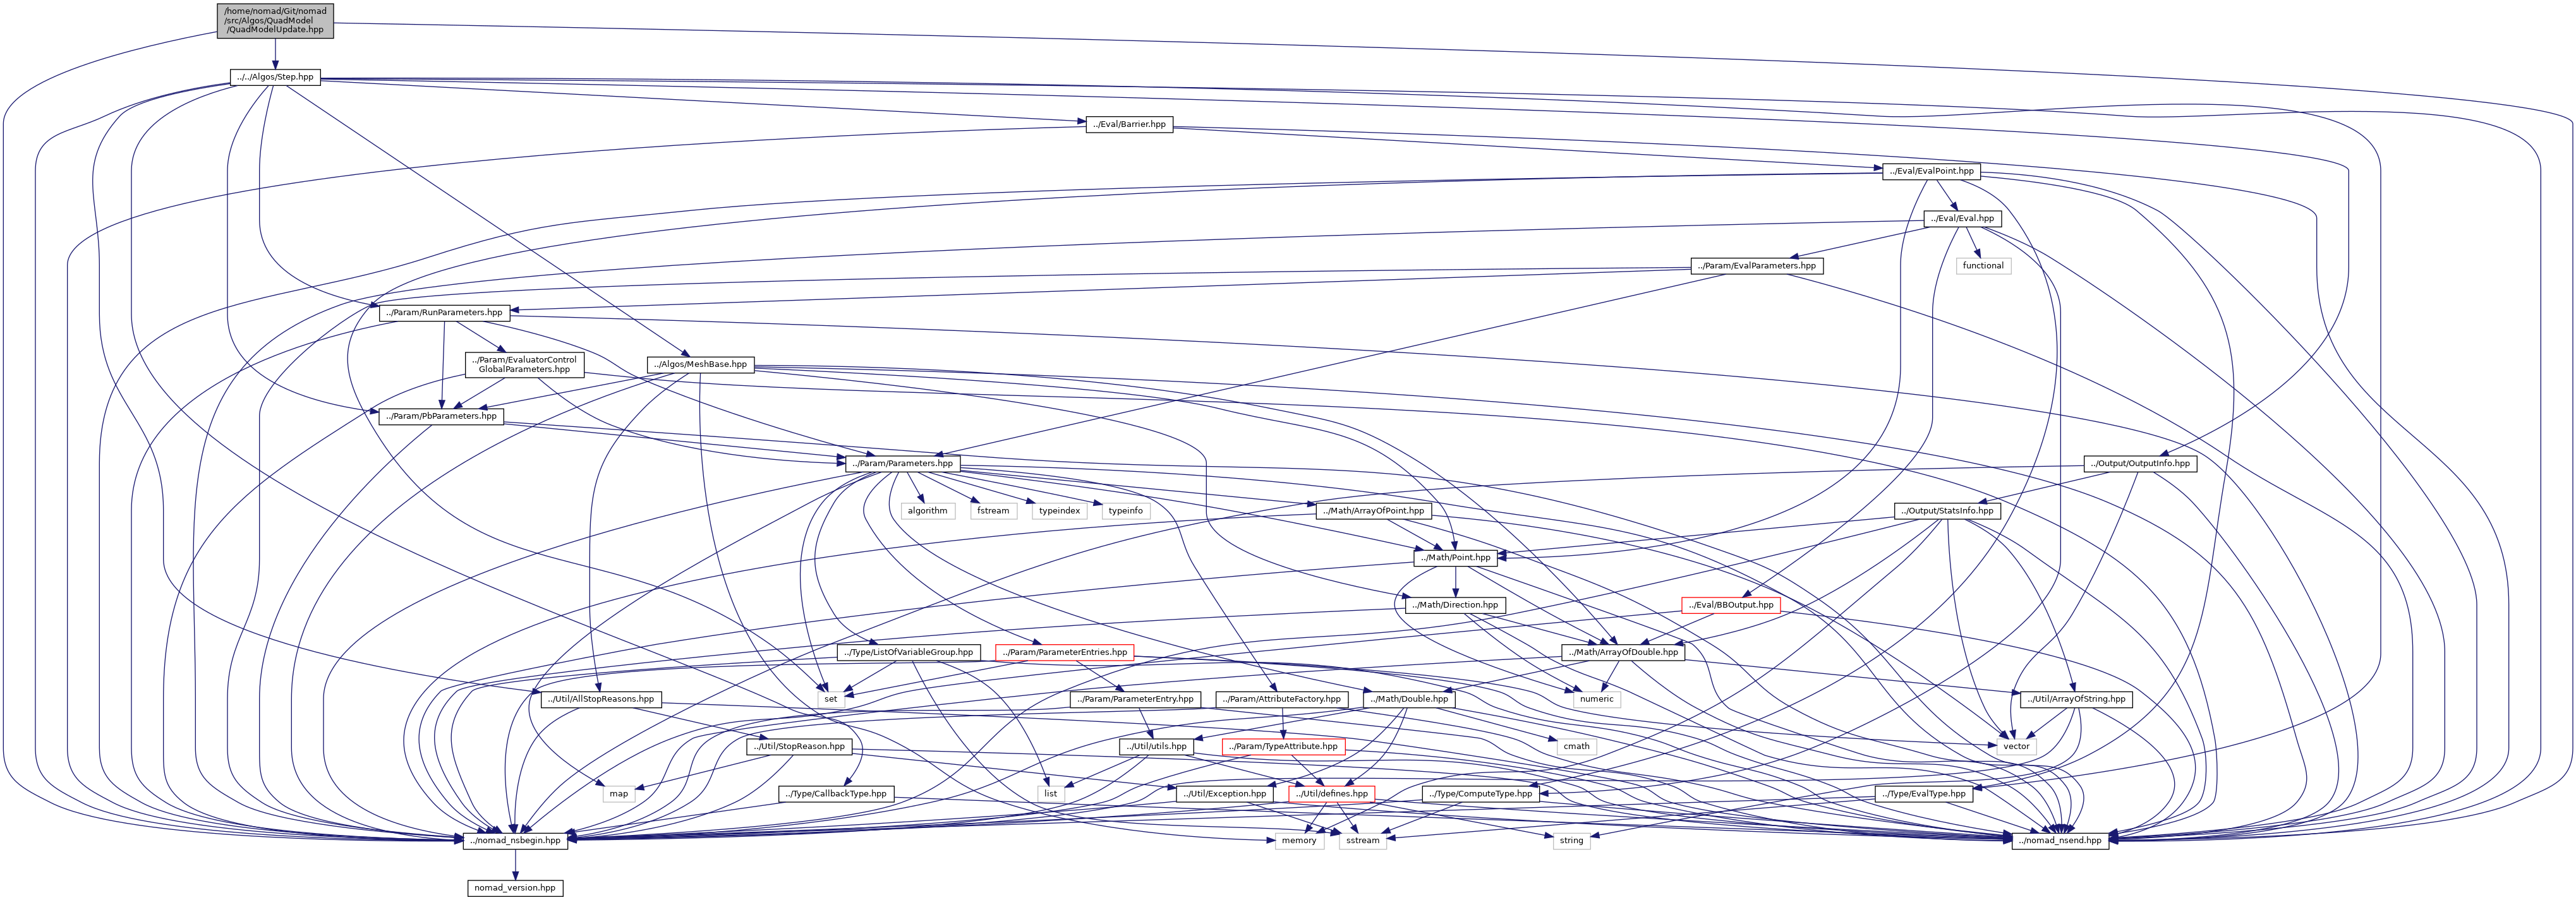 /home/nomad/Git/nomad
/src/Algos/QuadModel
/QuadModelUpdate.hpp
../../Algos/Step.hpp
../Eval/Barrier.hpp
../Eval/EvalPoint.hpp
../Eval/Eval.hpp
../Param/EvalParameters.hpp
functional
../Param/RunParameters.hpp
../Param/EvaluatorControl
GlobalParameters.hpp
../Algos/MeshBase.hpp
../Param/PbParameters.hpp
../Param/Parameters.hpp
../Output/OutputInfo.hpp
algorithm
fstream
typeindex
typeinfo
../Math/ArrayOfPoint.hpp
../Output/StatsInfo.hpp
../Math/Point.hpp
../Math/Direction.hpp
../Eval/BBOutput.hpp
../Type/ListOfVariableGroup.hpp
../Param/ParameterEntries.hpp
../Math/ArrayOfDouble.hpp
../Util/AllStopReasons.hpp
set
../Param/ParameterEntry.hpp
../Param/AttributeFactory.hpp
../Math/Double.hpp
numeric
../Util/ArrayOfString.hpp
../Util/StopReason.hpp
../Util/utils.hpp
../Param/TypeAttribute.hpp
cmath
vector
map
../Type/CallbackType.hpp
list
../Util/Exception.hpp
../Util/defines.hpp
../Type/ComputeType.hpp
../Type/EvalType.hpp
../nomad_nsbegin.hpp
memory
sstream
string
../nomad_nsend.hpp
nomad_version.hpp